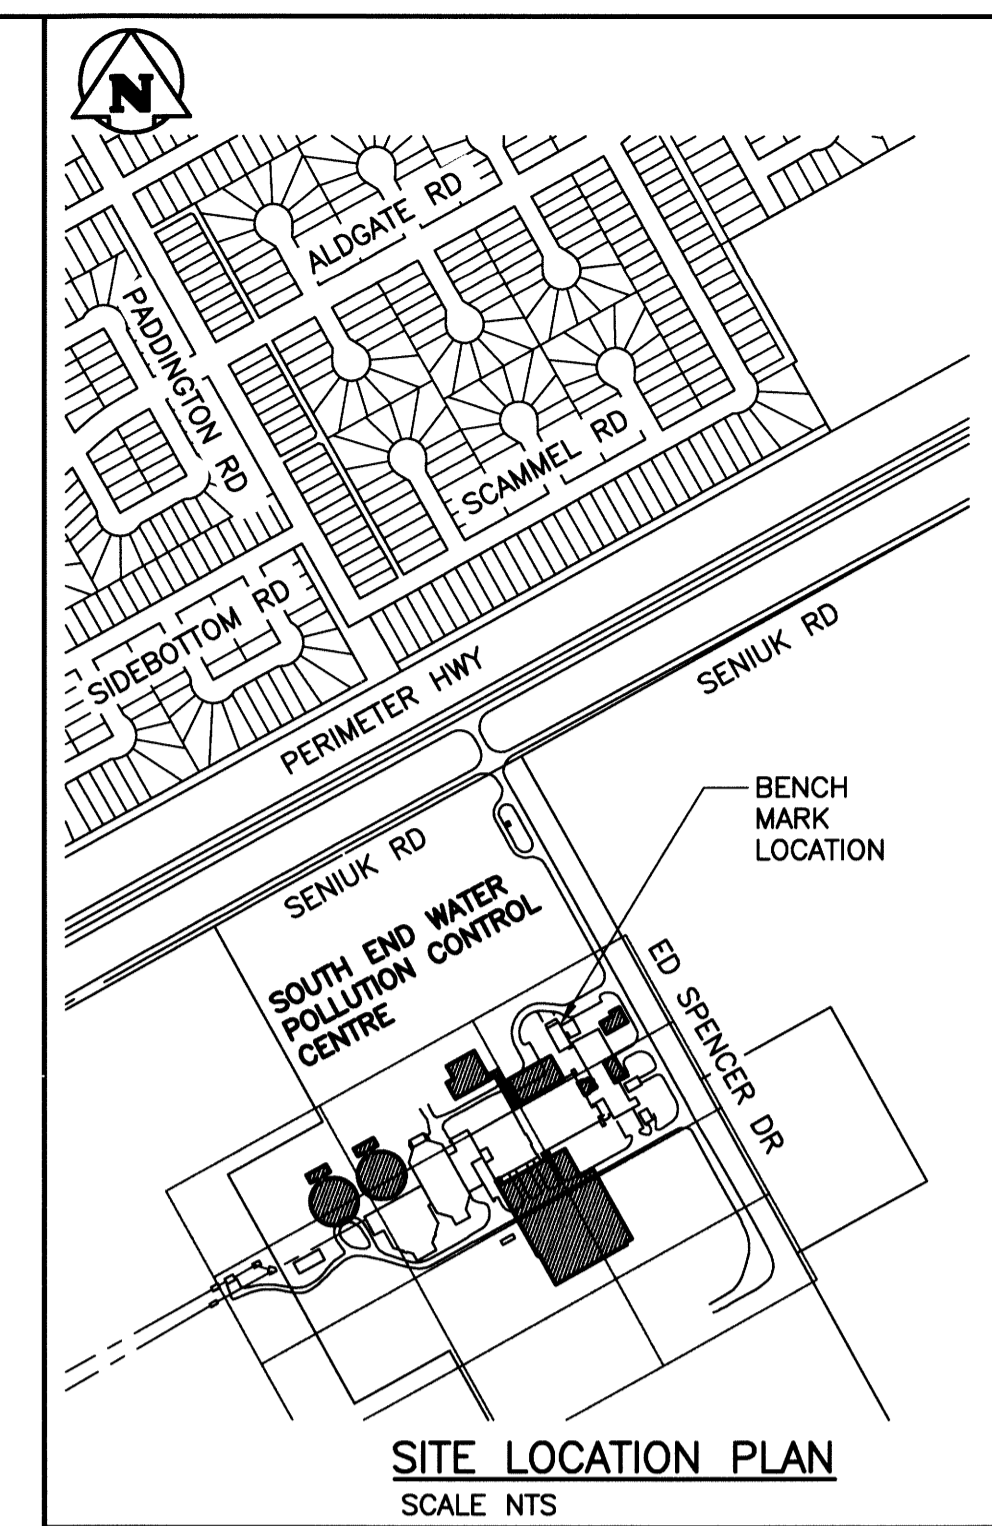 N
ALDGATE RD
PADDINGTON RD
SCAMMEL RD
SIDEBOTTOM RD
PERIMETER HWY
SENIUK RD
BENCH
MARK
LOCATION
SENIUK RD
SOUTH END WATER
POLLUTION CONTROL
CENTRE
ED SPENCER DR
SITE LOCATION PLAN
SCALE NTS